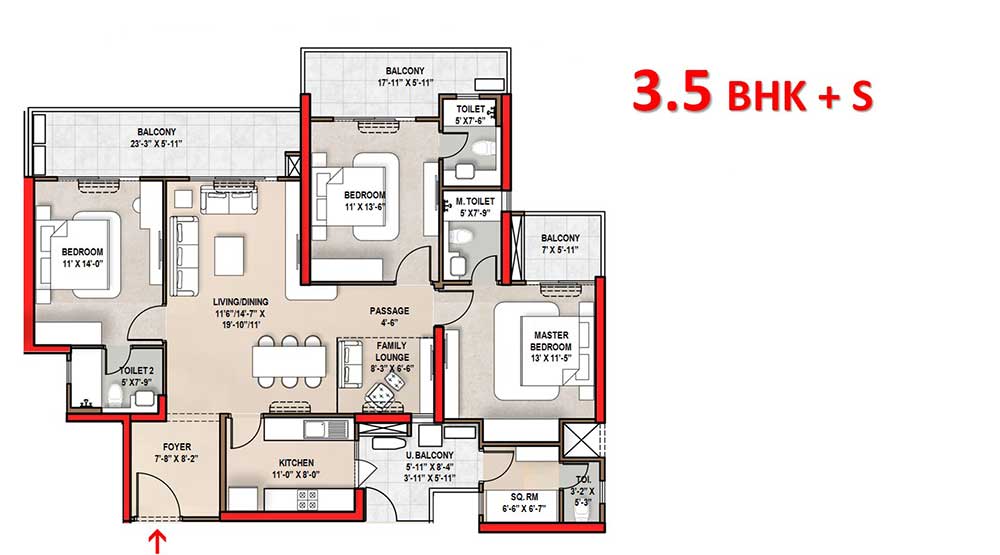 3.5 BHK + S
BALCONY
17'-11" X 5'-11"
TOILET
5' X7'-6"
BALCONY
23'-3" X 5'-11"
BEDROOM
11' X 13'-6"
M. TOILET
5' X7'-9"
BALCONY
7' X 5'-11"
BEDROOM
11' X 14'-0"
LIVING/DINING
11'6"/14'-7" X
19'-10"/11'
PASSAGE
4'-6"
FAMILY
LOUNGE
8'-3" X 6'-6"
MASTER
BEDROOM
13' X 11'-5"
TOILET 2
5' X7'-9"
FOYER
7'-8" X 8'-2"
KITCHEN
11'-0" X 8'-0"
U. BALCONY
5'-11" X 8'-4"
3'-11" X 5'-11"
SQ. RM
6'-6" X 6'-7"
TOI.
3'-2" X
5'-3"